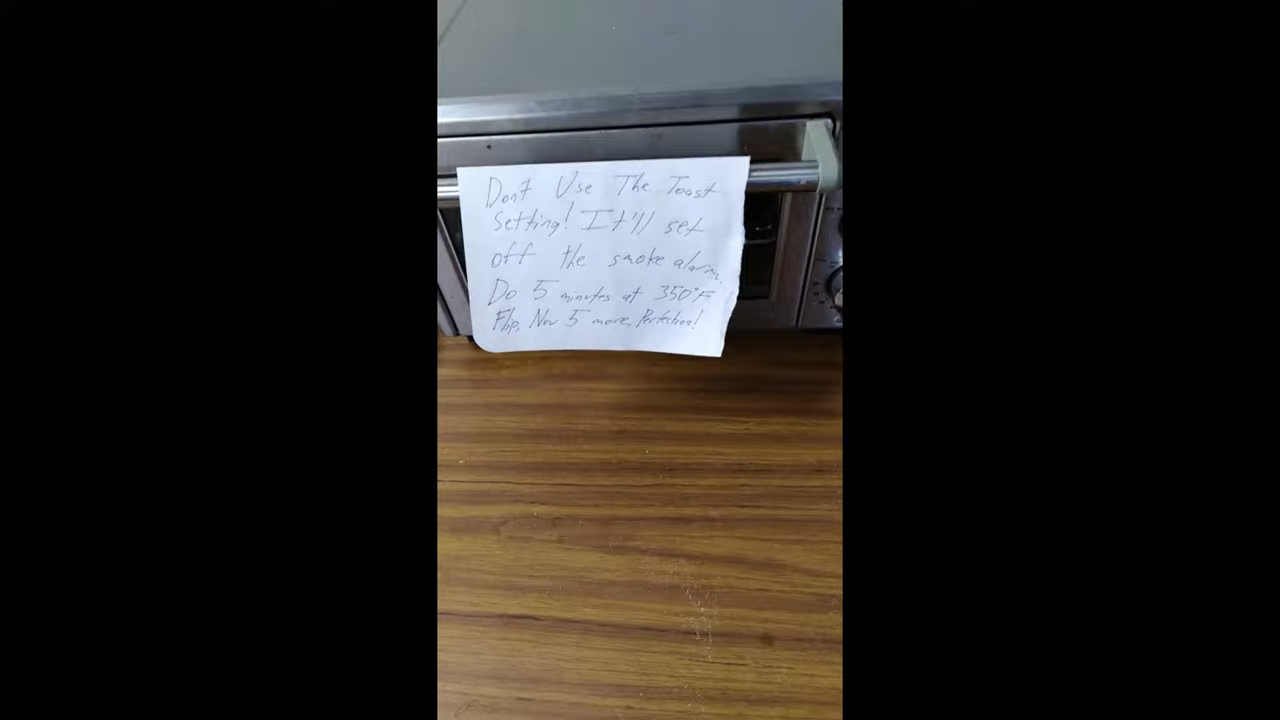 Don't Use The Toast
Setting! It'll set
off the smoke alarm.
Do 5 minutes at 350°F
Flip, Now 5 more. Perfection!